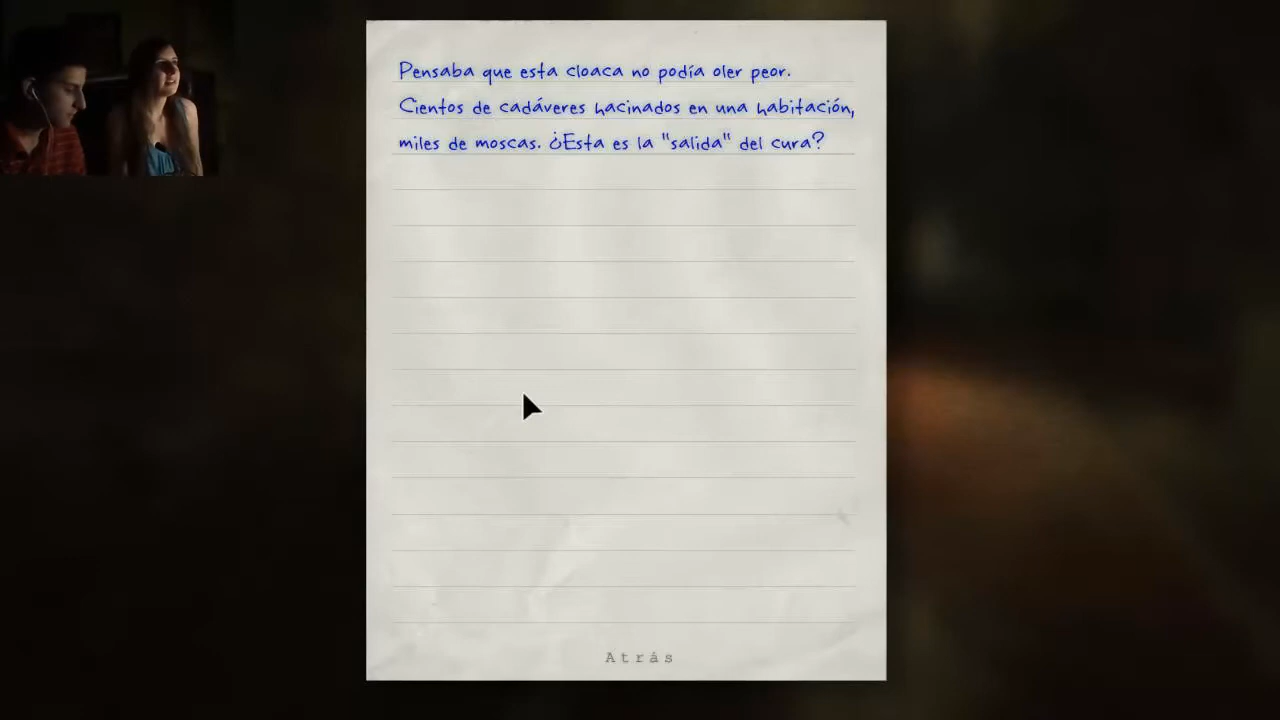 Pensaba que esta cloaca no podía oler peor.
Cientos de cadáveres hacinados en una habitación,
miles de moscas. ¿Esta es la "salida" del cura?
Atrás